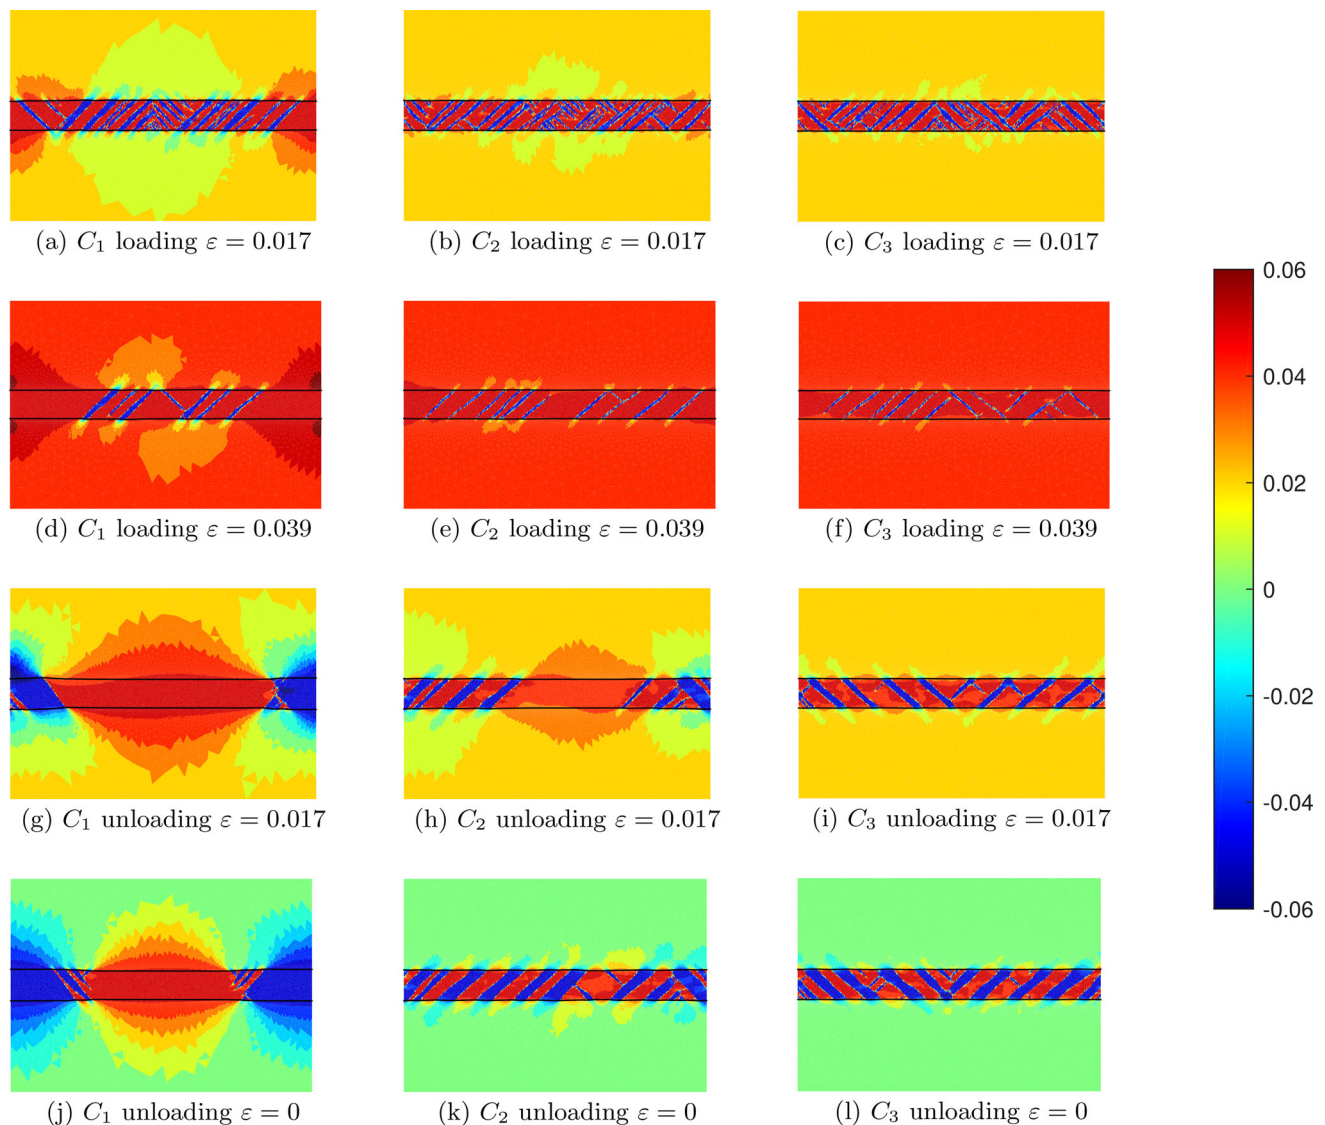 (a) C₁ loading ε = 0.017
(b) C₂ loading ε = 0.017
(c) C₃ loading ε = 0.017
(d) C₁ loading ε = 0.039
(e) C₂ loading ε = 0.039
(f) C₃ loading ε = 0.039
(g) C₁ unloading ε = 0.017
(h) C₂ unloading ε = 0.017
(i) C₃ unloading ε = 0.017
(j) C₁ unloading ε = 0
(k) C₂ unloading ε = 0
(l) C₃ unloading ε = 0
0.06
0.04
0.02
0
-0.02
-0.04
-0.06